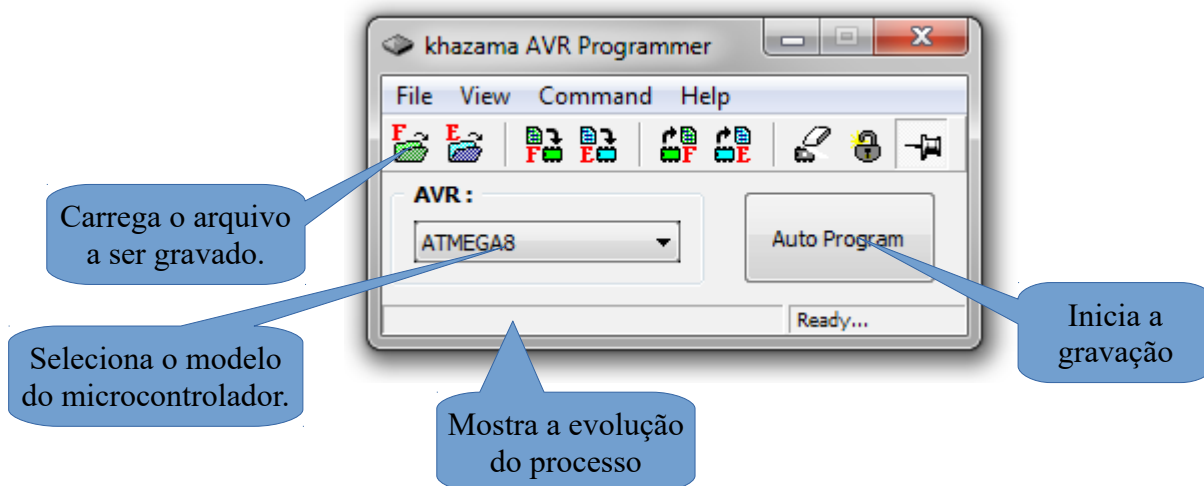 khazama AVR Programmer
File View Command Help
F E F E F E
AVR :
ATMEGA8
Auto Program
Ready...
Carrega o arquivo
a ser gravado.
Seleciona o modelo
do microcontrolador.
Mostra a evolução
do processo
Inicia a
gravação